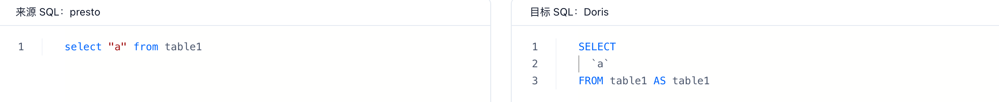 来源 SQL：presto
1 select "a" from table1
目标 SQL：Doris
1 SELECT
2 `a`
3 FROM table1 AS table1